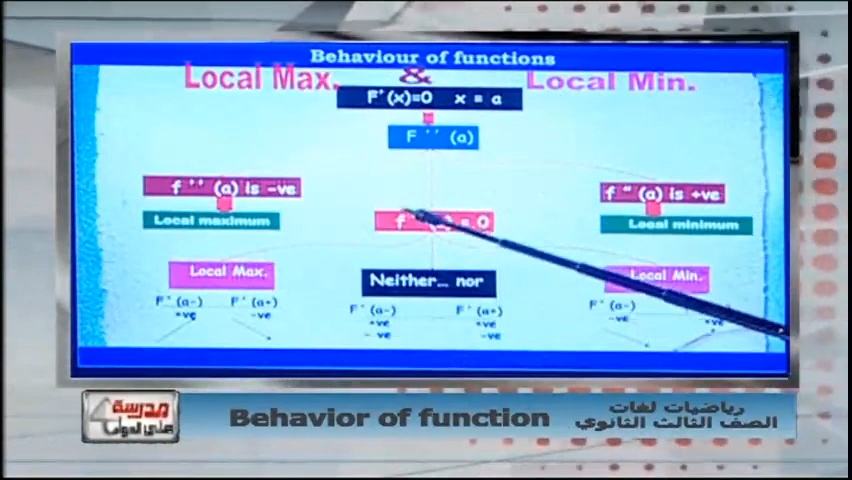 Behaviour of functions
Local Max. & Local Min.
F'(x)=0 x = a
F''(a)
f''(a) is -ve
f''(a) is +ve
Local maximum
= 0
Local minimum
Local Max.
Neither... nor
Local Min.
F'(a-) F'(a+)
+ve -ve
F'(a-) F'(a+)
+ve +ve
-ve -ve
F'(a-)
-ve +ve
مدرسة
على الهواء
Behavior of function
رياضيات لغات
الصف الثالث الثانوي